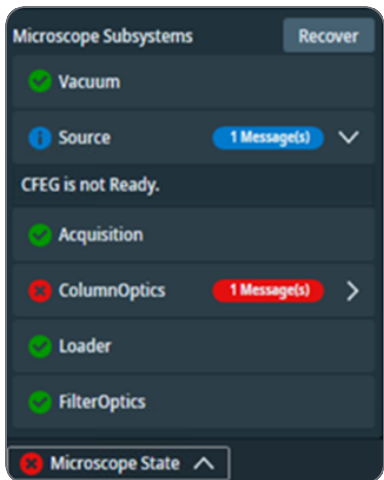 Microscope Subsystems Recover
Vacuum
Source 1 Message(s)
CFEG is not Ready.
Acquisition
ColumnOptics 1 Message(s)
Loader
FilterOptics
Microscope State